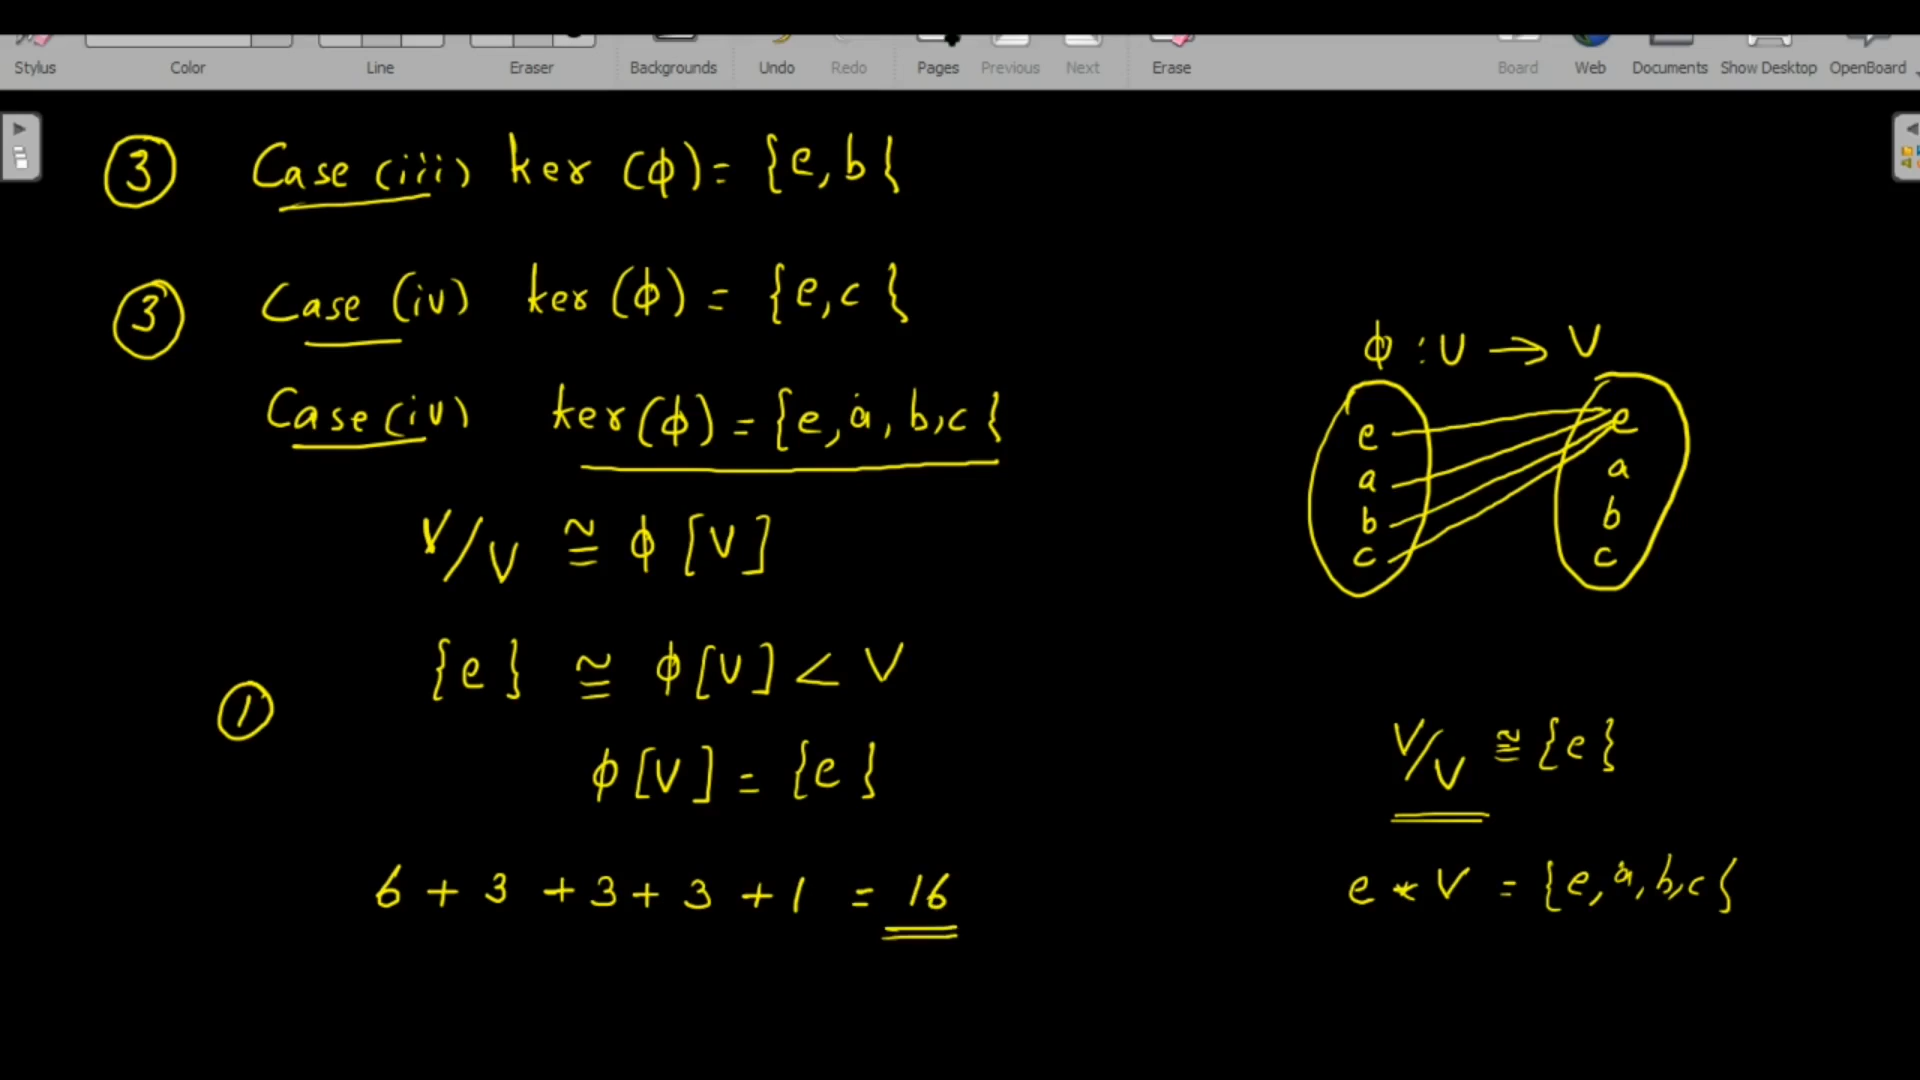 Stylus Color Line Eraser Backgrounds Undo Redo Pages Previous Next Erase Board Web Documents Show Desktop OpenBoard
③ Case (iii) ker (ϕ) = {e, b}
③ Case (iv) ker (ϕ) = {e, c}
Case (iv) ker (ϕ) = {e, a, b, c}
V/V ≅ ϕ [V]
{e} ≅ ϕ [V] < V
①
ϕ [V] = {e}
6 + 3 + 3 + 3 + 1 = 16
ϕ : V → V
e e
a a
b b
c c
V/V ≅ {e}
e * V = {e, a, b, c}